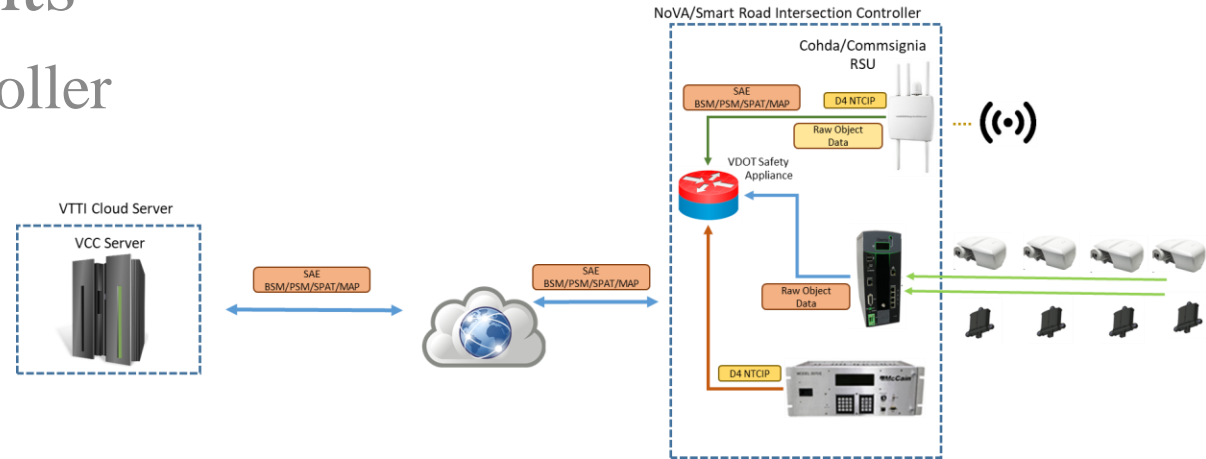 oller
NoVA/Smart Road Intersection Controller
Cohda/Commsignia
RSU
SAE
BSM/PSM/SPAT/MAP
D4 NTCIP
Raw Object
Data
VDOT Safety
Appliance
VTTI Cloud Server
VCC Server
SAE
BSM/PSM/SPAT/MAP
SAE
BSM/PSM/SPAT/MAP
Raw Object
Data
D4 NTCIP
McCain